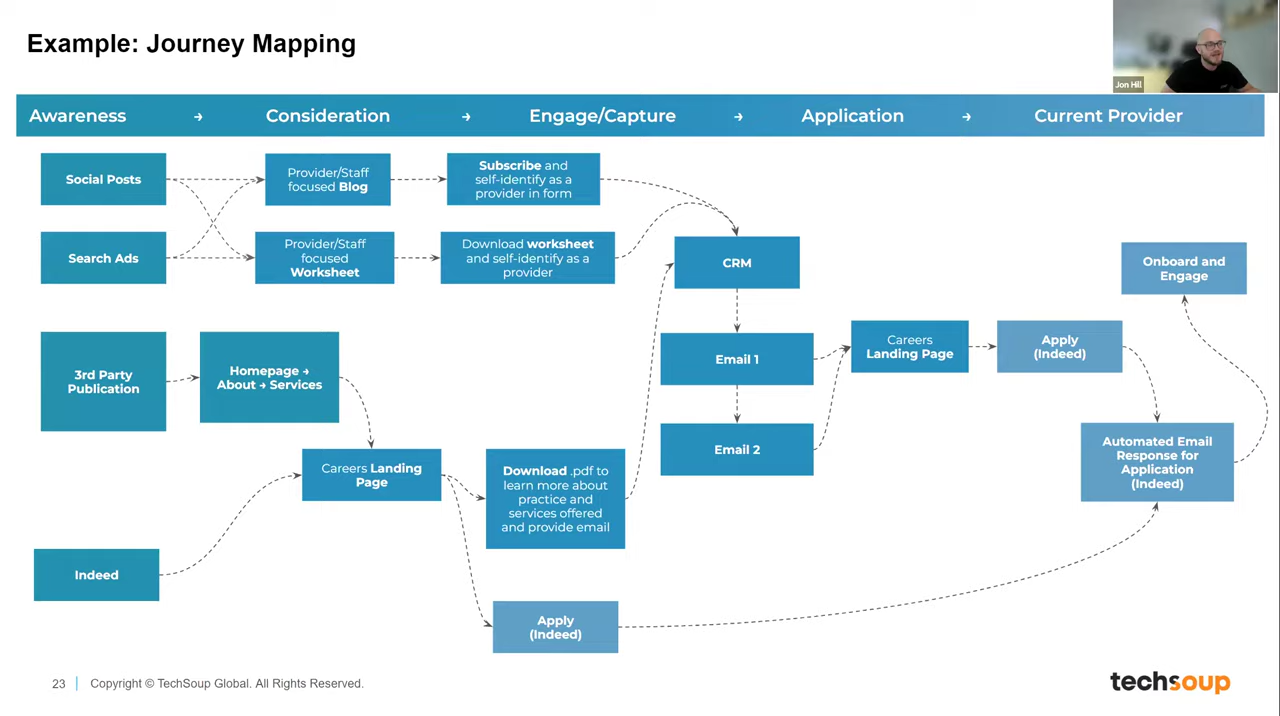 Example: Journey Mapping
Jon Hill
Awareness → Consideration → Engage/Capture → Application → Current Provider
Social Posts
Provider/Staff
focused Blog
Subscribe and
self-identify as a
provider in form
Search Ads
Provider/Staff
focused
Worksheet
Download worksheet
and self-identify as a
provider
CRM
Onboard and
Engage
3rd Party
Publication
Homepage →
About → Services
Email 1
Careers
Landing Page
Apply
(Indeed)
Email 2
Automated Email
Response for
Application
(Indeed)
Careers Landing
Page
Download .pdf to
learn more about
practice and
services offered
and provide email
Indeed
Apply
(Indeed)
23 | Copyright © TechSoup Global. All Rights Reserved.
techsoup